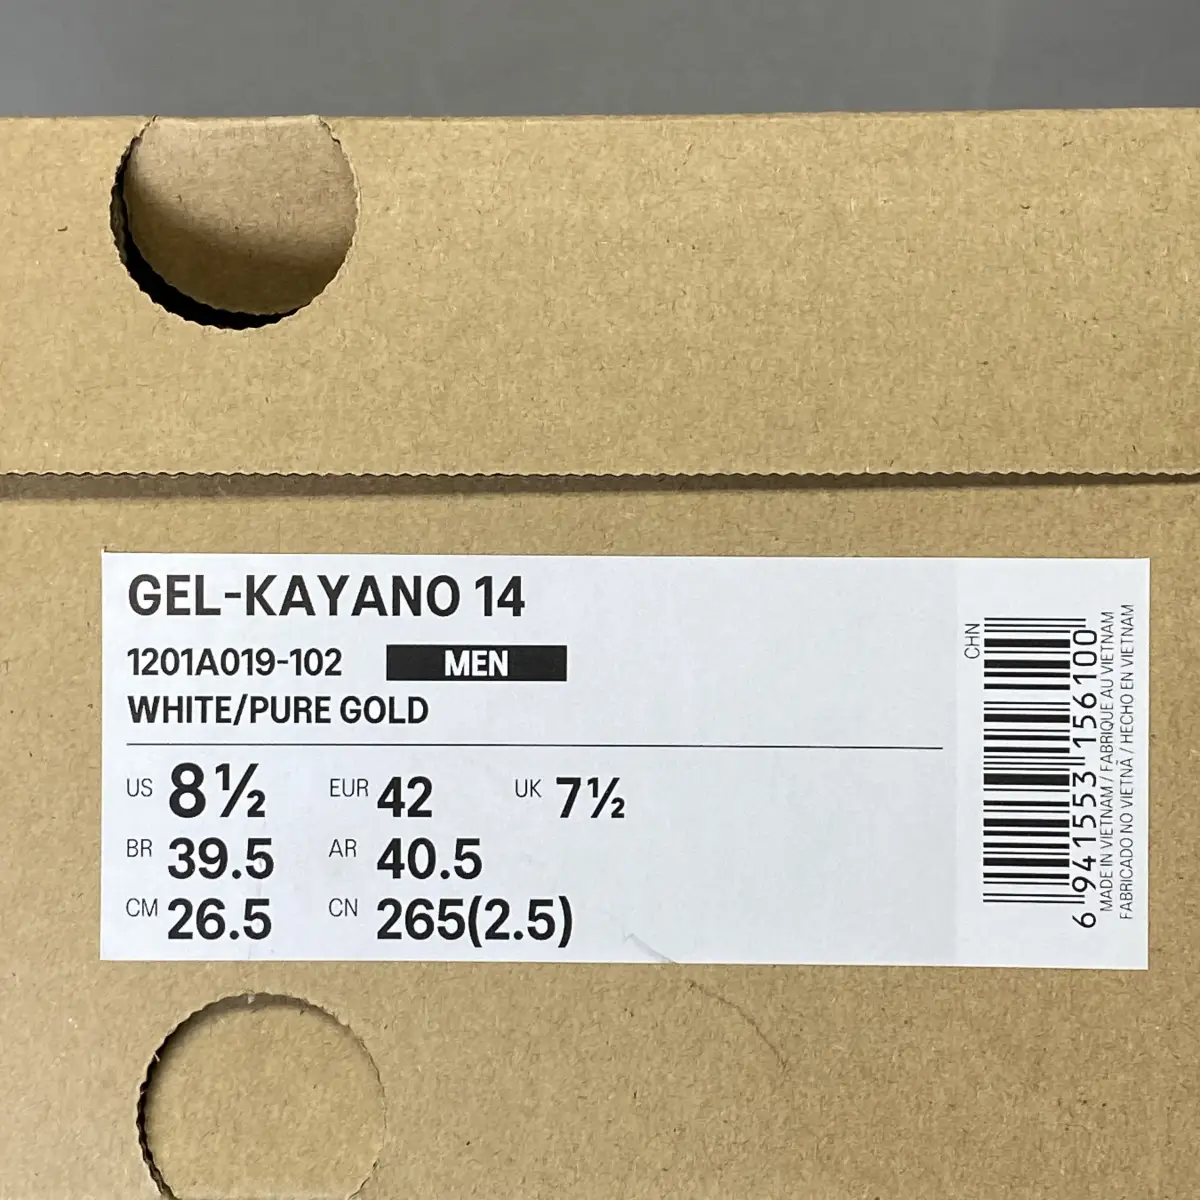 GEL-KAYANO 14
1201A019-102 MEN
WHITE/PURE GOLD
US 8½ EUR 42 UK 7½
BR 39.5 AR 40.5
CM 26.5 CN 265(2.5)
CHN
6 941553 156100
MADE IN VIETNAM / FABRIQUE AU VIETNAM
FABRICADO NO VIETNÃ / HECHO EN VIETNAM